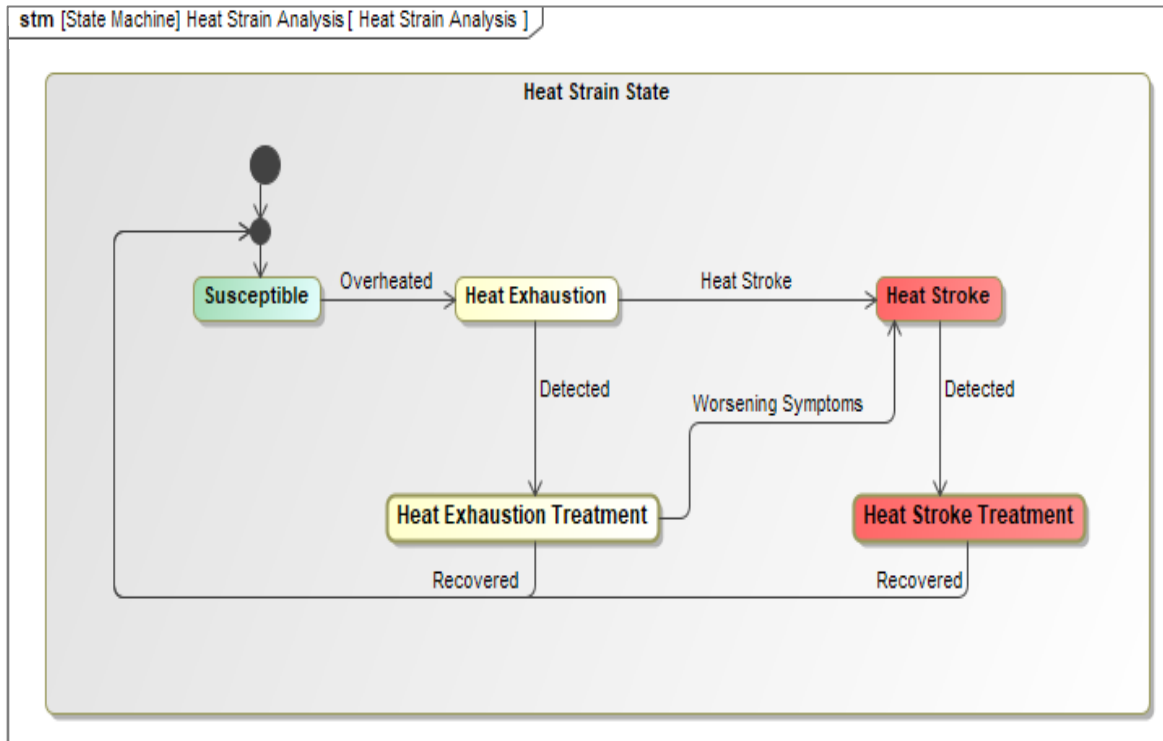 stm [State Machine] Heat Strain Analysis[ Heat Strain Analysis ]
Heat Strain State
Susceptible
Overheated
Heat Exhaustion
Heat Stroke
Heat Stroke
Detected
Worsening Symptoms
Detected
Heat Exhaustion Treatment
Heat Stroke Treatment
Recovered
Recovered